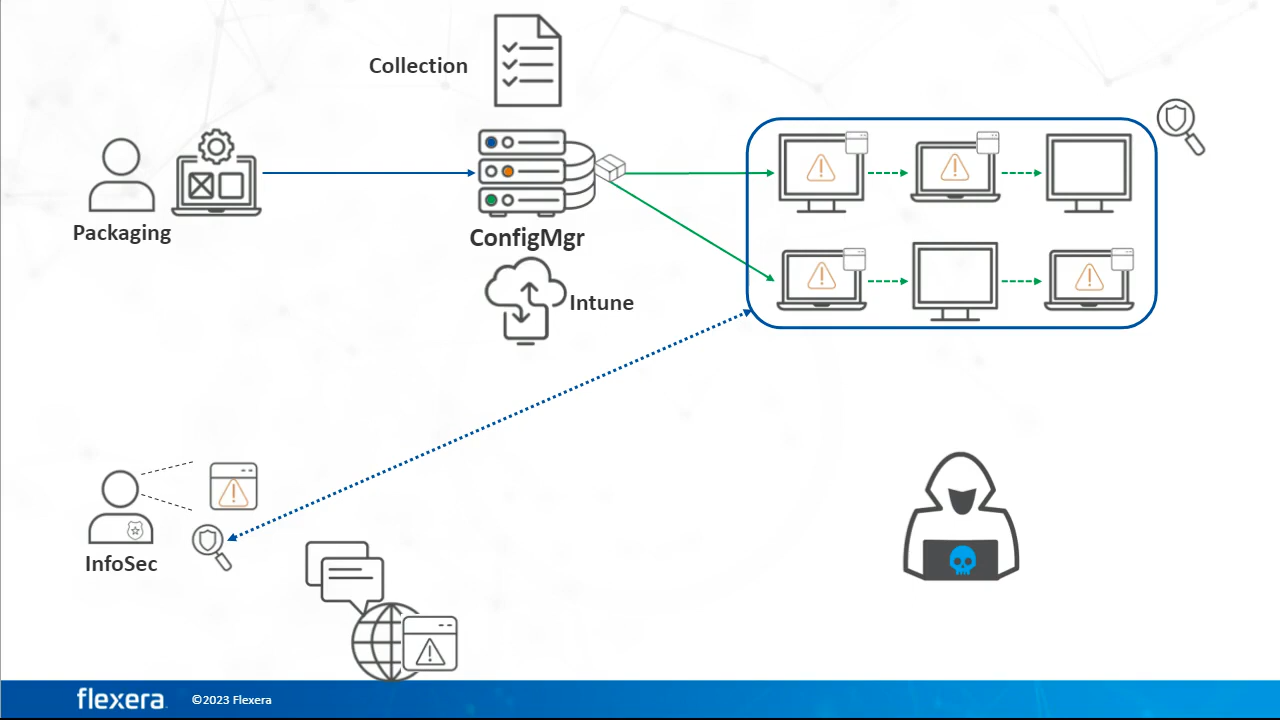 Collection
Packaging
ConfigMgr
Intune
InfoSec
flexera
©2023 Flexera